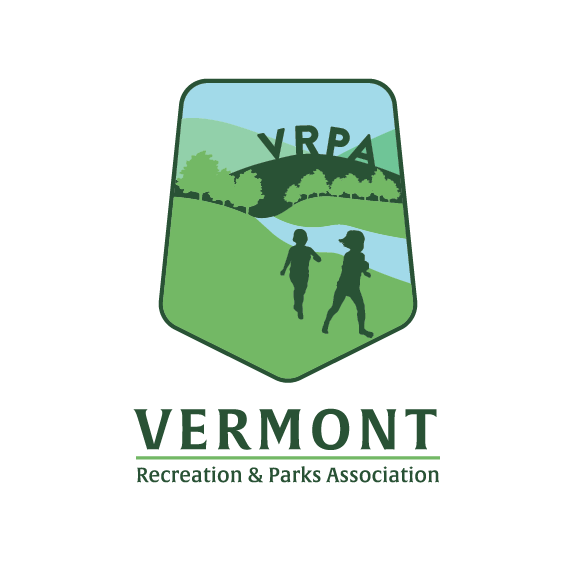 VRPA
VERMONT
Recreation & Parks Association